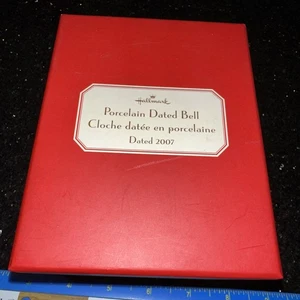 Hallmark
Porcelain Dated Bell
Cloche datée en porcelaine
Dated 2007